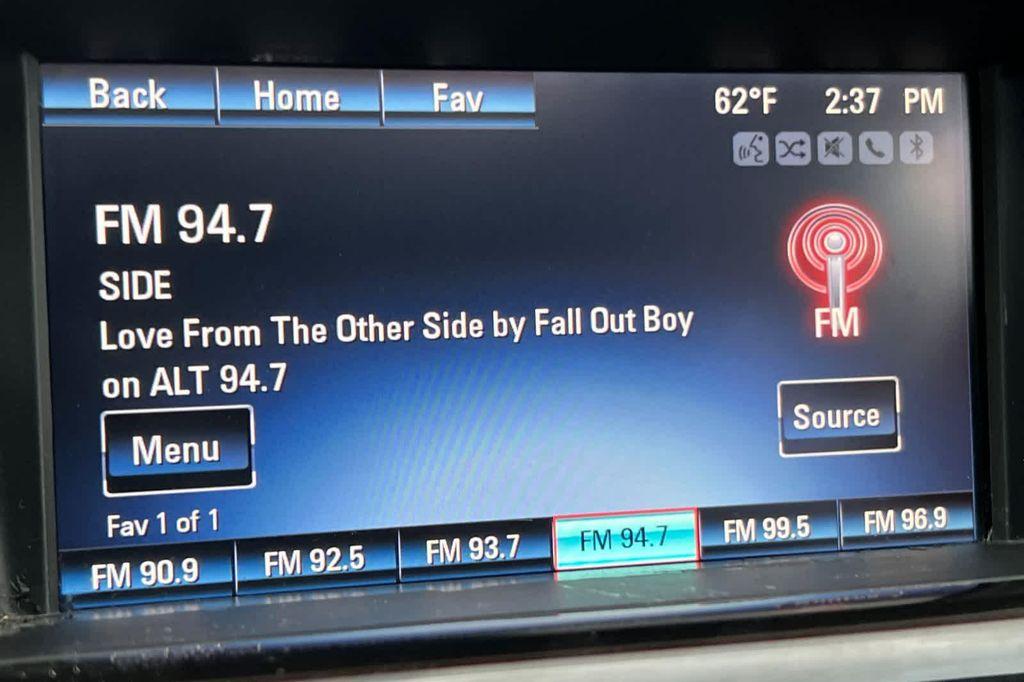 Back Home Fav 62°F 2:37 PM
FM 94.7
SIDE
Love From The Other Side by Fall Out Boy
on ALT 94.7
FM
Menu
Source
Fav 1 of 1
FM 90.9 FM 92.5 FM 93.7 FM 94.7 FM 99.5 FM 96.9